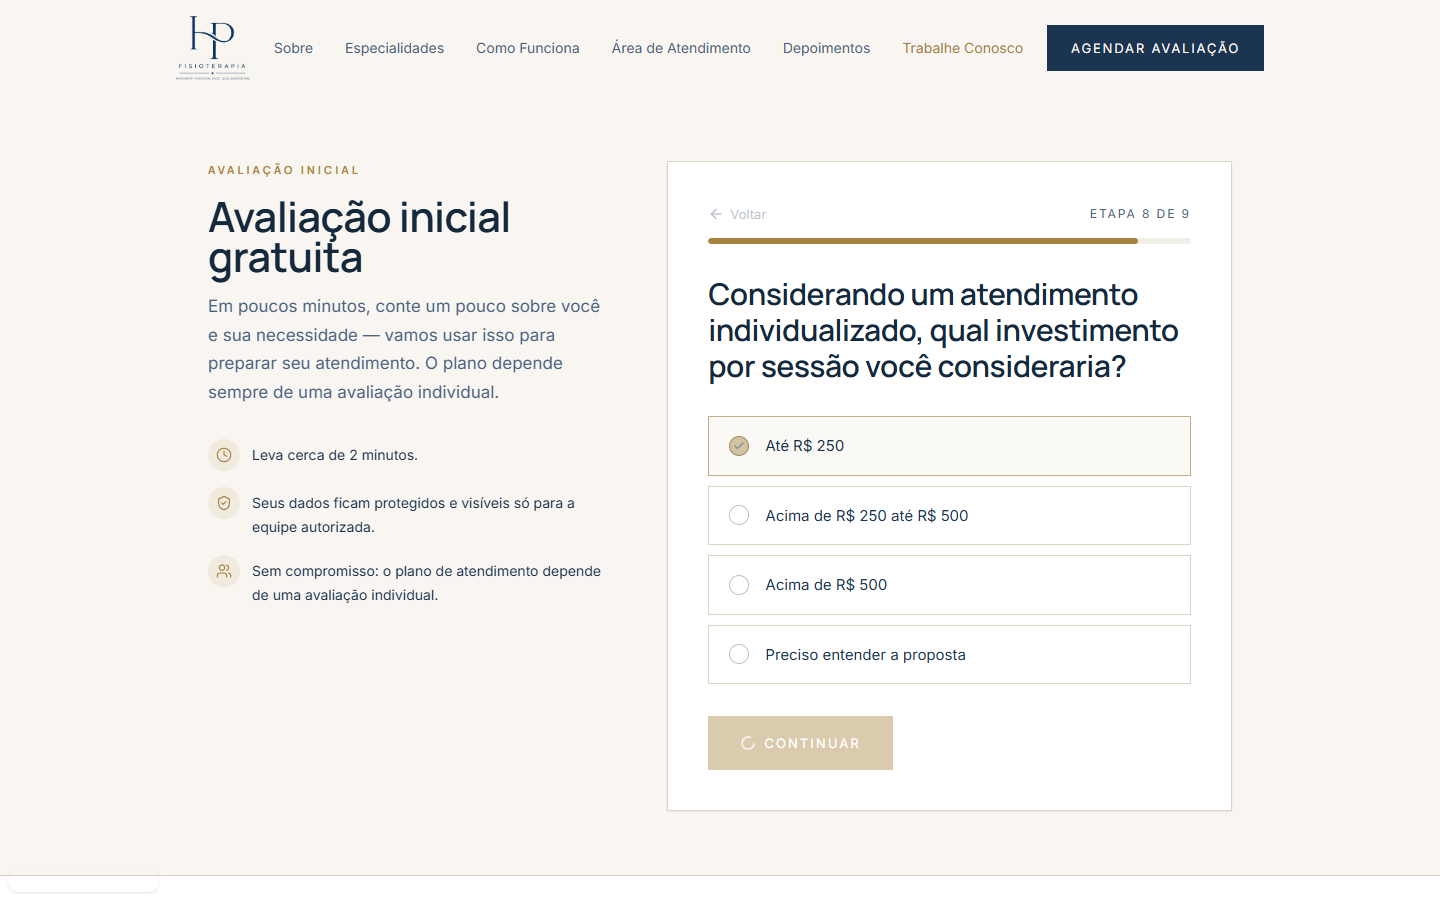 HP
FISIOTERAPIA
Sobre
Especialidades
Como Funciona
Área de Atendimento
Depoimentos
Trabalhe Conosco
AGENDAR AVALIAÇÃO
AVALIAÇÃO INICIAL
Avaliação inicial
gratuita
Em poucos minutos, conte um pouco sobre você
e sua necessidade — vamos usar isso para
preparar seu atendimento. O plano depende
sempre de uma avaliação individual.
Leva cerca de 2 minutos.
Seus dados ficam protegidos e visíveis só para a
equipe autorizada.
Sem compromisso: o plano de atendimento depende
de uma avaliação individual.
Voltar
ETAPA 8 DE 9
Considerando um atendimento
individualizado, qual investimento
por sessão você consideraria?
Até R$ 250
Acima de R$ 250 até R$ 500
Acima de R$ 500
Preciso entender a proposta
CONTINUAR